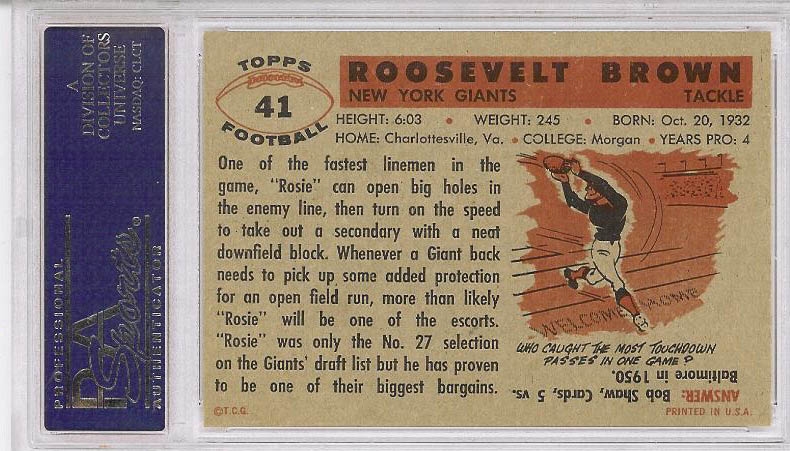 A
DIVISION OF
COLLECTORS
UNIVERSE
NASDAQ: CLCT
PSA
Sports
PROFESSIONAL
AUTHENTICATOR
TOPPS
41
FOOTBALL
ROOSEVELT BROWN
NEW YORK GIANTS TACKLE
HEIGHT: 6:03 • WEIGHT: 245 • BORN: Oct. 20, 1932
HOME: Charlottesville, Va. • COLLEGE: Morgan • YEARS PRO: 4
One of the fastest linemen in the
game, "Rosie" can open big holes in
the enemy line, then turn on the speed
to take out a secondary with a neat
downfield block. Whenever a Giant back
needs to pick up some added protection
for an open field run, more than likely
"Rosie" will be one of the escorts.
"Rosie" was only the No. 27 selection
on the Giants' draft list but he has proven
to be one of their biggest bargains.
©T.C.G.
WELCOME HOME
WHO CAUGHT THE MOST TOUCHDOWN
PASSES IN ONE GAME?
ANSWER: Bob Shaw, Cards, 5 vs.
Baltimore in 1950.
PRINTED IN U.S.A.